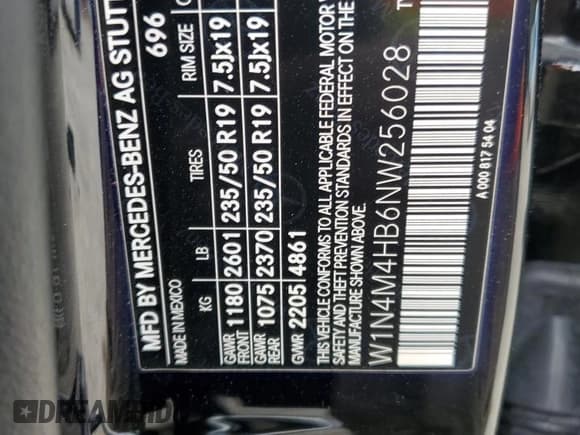 MFD BY MERCEDES-BENZ AG STUTT
696
MADE IN MEXICO
KG LB TIRES RIM SIZE
GAWR FRONT 1180 2601 235/50 R19 7.5Jx19
GAWR REAR 1075 2370 235/50 R19 7.5Jx19
GVWR 2205 4861
THIS VEHICLE CONFORMS TO ALL APPLICABLE FEDERAL MOTOR
SAFETY AND THEFT PREVENTION STANDARDS IN EFFECT ON THE
MANUFACTURE SHOWN ABOVE.
W1N4M4HB6NW256028
A 000 817 54 04
DREAMBID